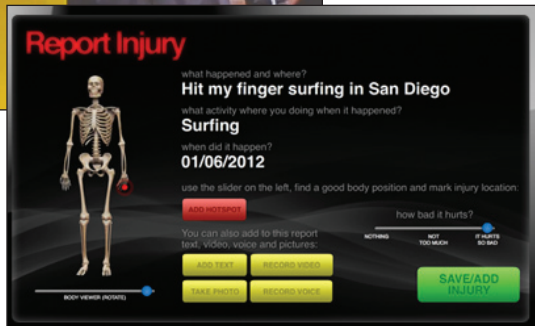 Report Injury
what happened and where?
Hit my finger surfing in San Diego
what activity where you doing when it happened?
Surfing
when did it happen?
01/06/2012
use the slider on the left, find a good body position and mark injury location:
ADD HOTSPOT
how bad it hurts?
NOTHING
NOT
TOO MUCH
IT HURTS
SO BAD
You can also add to this report
text, video, voice and pictures:
ADD TEXT
RECORD VIDEO
TAKE PHOTO
RECORD VOICE
SAVE/ADD
INJURY
BODY VIEWER (ROTATE)